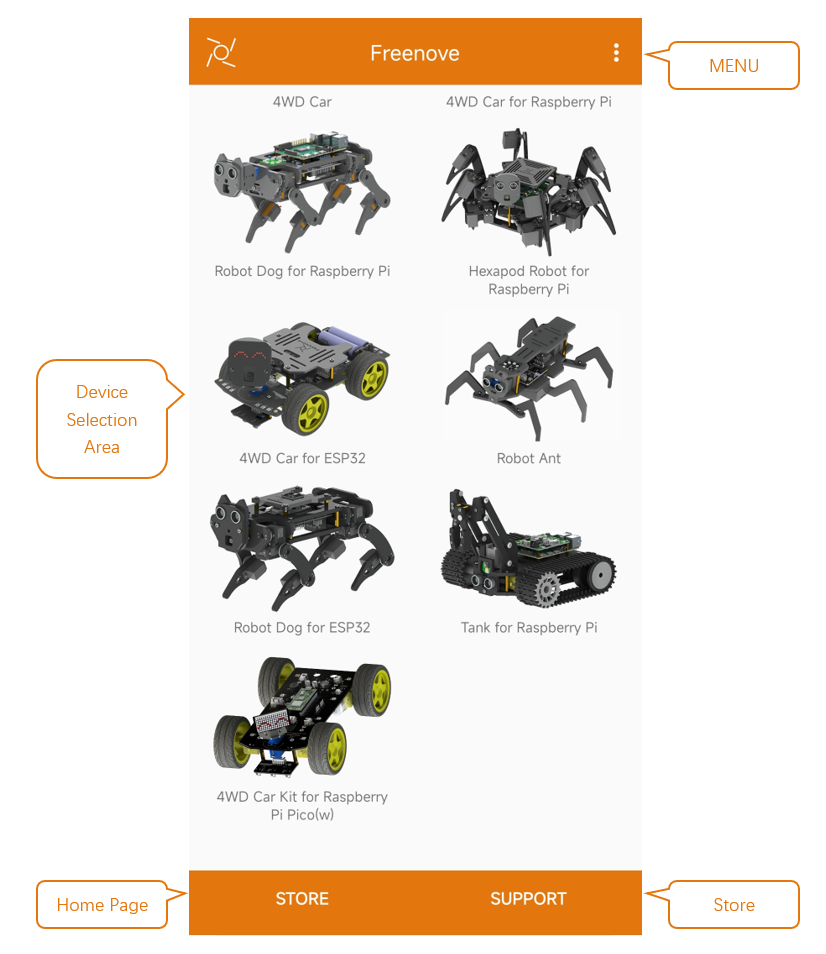 Freenove
MENU
4WD Car
4WD Car for Raspberry Pi
Robot Dog for Raspberry Pi
Hexapod Robot for
Raspberry Pi
Device
Selection
Area
4WD Car for ESP32
Robot Ant
Robot Dog for ESP32
Tank for Raspberry Pi
4WD Car Kit for Raspberry
Pi Pico(w)
Home Page
STORE
SUPPORT
Store